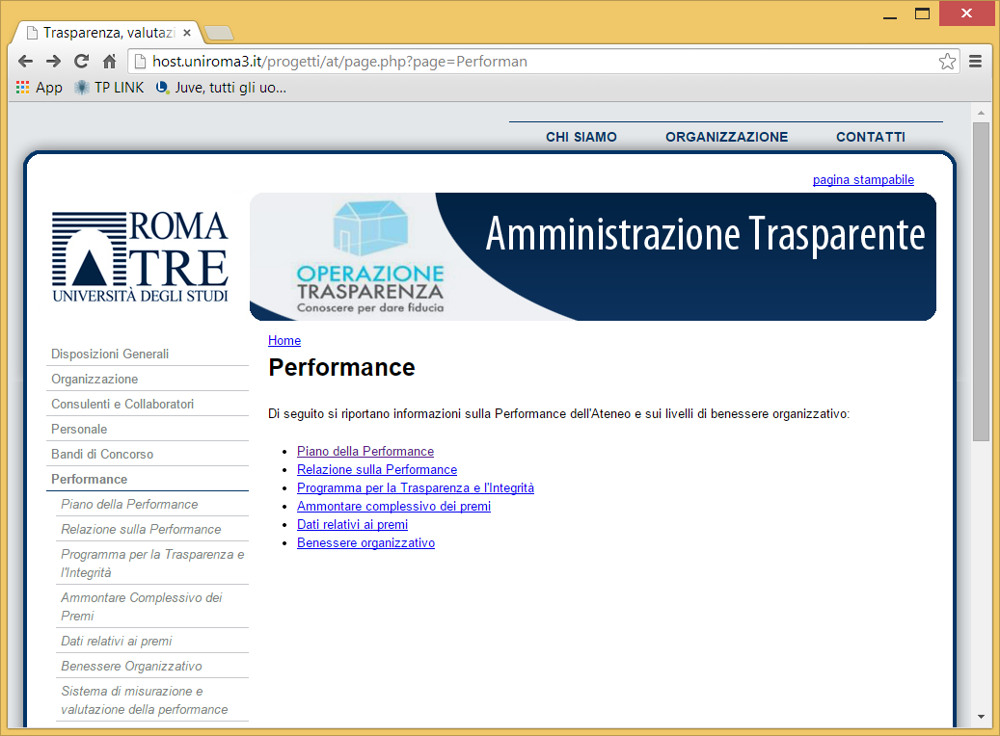 Trasparenza, valutazi
host.uniroma3.it/progetti/at/page.php?page=Performan
App TP LINK Juve, tutti gli uo...
CHI SIAMO ORGANIZZAZIONE CONTATTI
pagina stampabile
ROMA
TRE
UNIVERSITÀ DEGLI STUDI
OPERAZIONE
TRASPARENZA
Conoscere per dare fiducia
Amministrazione Trasparente
Disposizioni Generali
Organizzazione
Consulenti e Collaboratori
Personale
Bandi di Concorso
Performance
Piano della Performance
Relazione sulla Performance
Programma per la Trasparenza e
l'Integrità
Ammontare Complessivo dei
Premi
Dati relativi ai premi
Benessere Organizzativo
Sistema di misurazione e
valutazione della performance
Home
Performance
Di seguito si riportano informazioni sulla Performance dell'Ateneo e sui livelli di benessere organizzativo:
Piano della Performance
Relazione sulla Performance
Programma per la Trasparenza e l'Integrità
Ammontare complessivo dei premi
Dati relativi ai premi
Benessere organizzativo